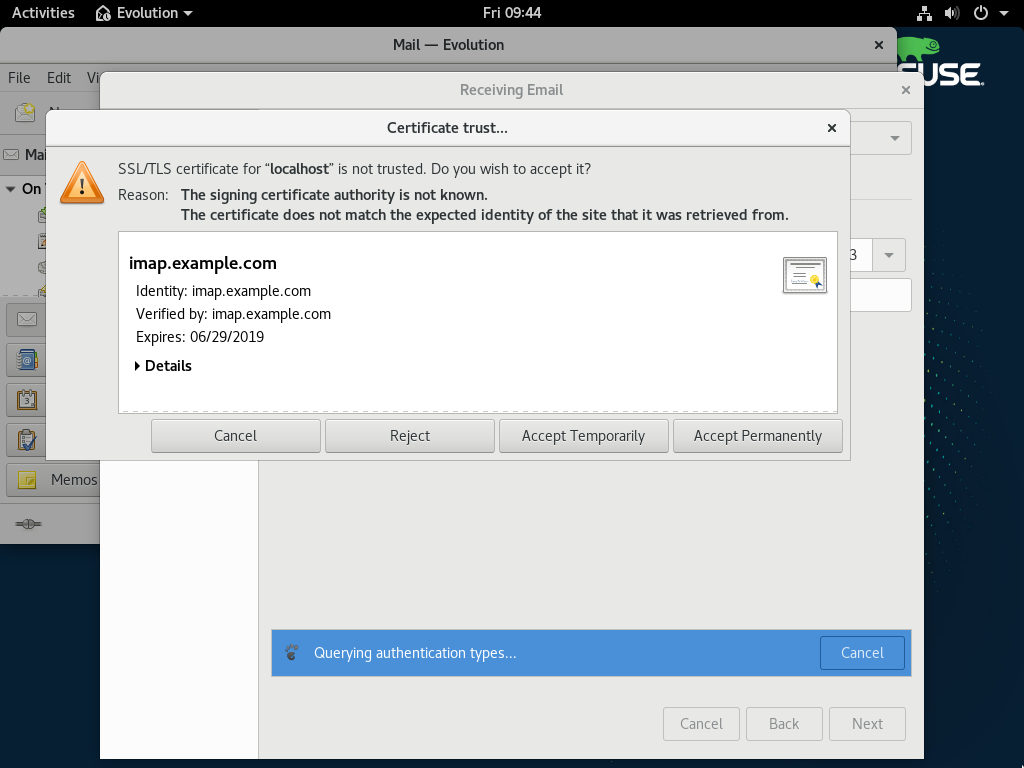 Activities Evolution Fri 09:44
Mail — Evolution
File Edit
Receiving Email
Certificate trust...
SSL/TLS certificate for “localhost” is not trusted. Do you wish to accept it?
Reason: The signing certificate authority is not known.
The certificate does not match the expected identity of the site that it was retrieved from.
On
imap.example.com
Identity: imap.example.com
Verified by: imap.example.com
Expires: 06/29/2019
Details
3
Cancel Reject Accept Temporarily Accept Permanently
Memos
Querying authentication types... Cancel
Cancel Back Next